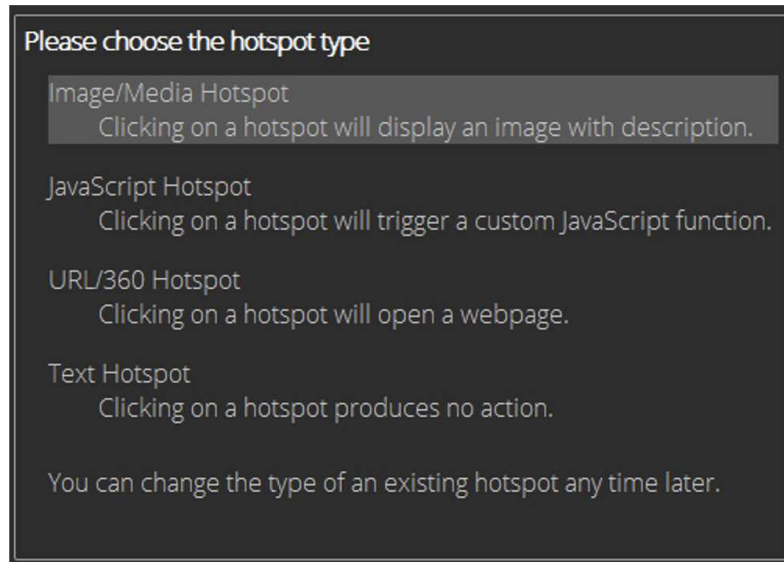 Please choose the hotspot type
Image/Media Hotspot
Clicking on a hotspot will display an image with description.
JavaScript Hotspot
Clicking on a hotspot will trigger a custom JavaScript function.
URL/360 Hotspot
Clicking on a hotspot will open a webpage.
Text Hotspot
Clicking on a hotspot produces no action.
You can change the type of an existing hotspot any time later.